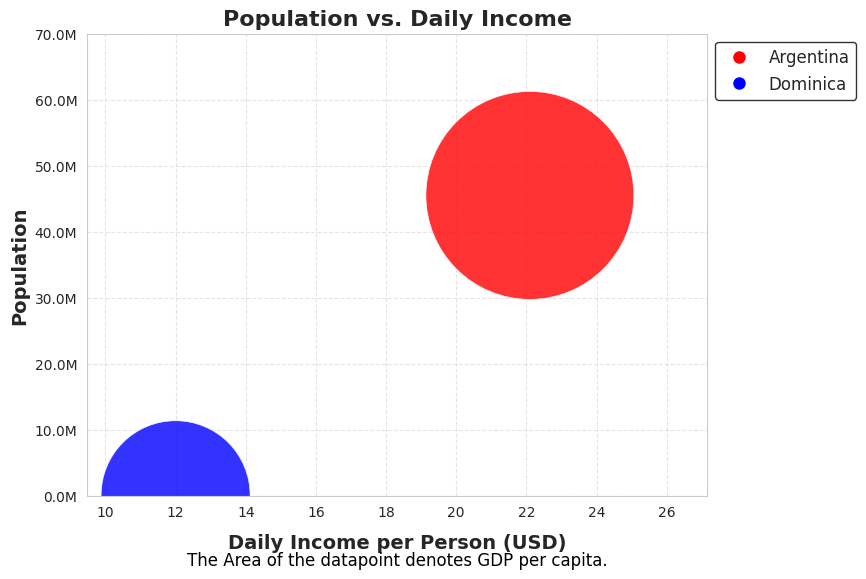 Population vs. Daily Income
Argentina
Dominica
Population
70.0M
60.0M
50.0M
40.0M
30.0M
20.0M
10.0M
0.0M
10 12 14 16 18 20 22 24 26
Daily Income per Person (USD)
The Area of the datapoint denotes GDP per capita.